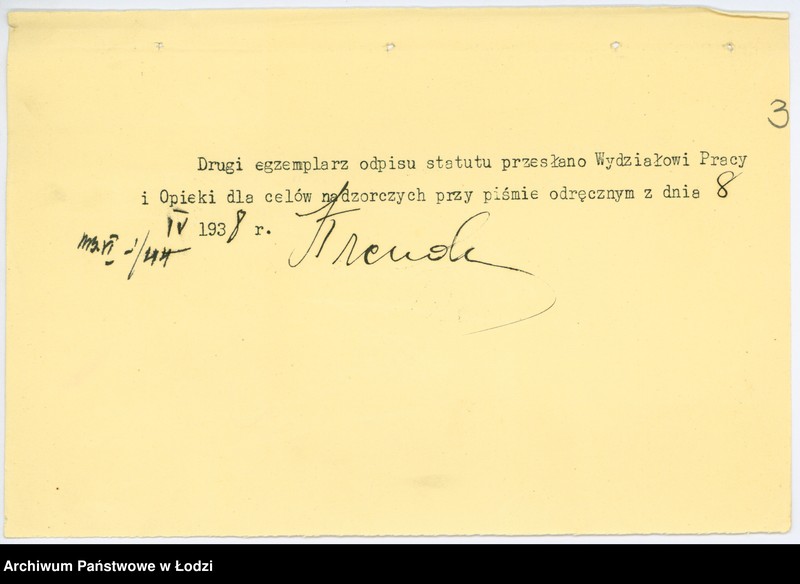 3
Drugi egzemplarz odpisu statutu przesłano Wydziałowi Pracy
i Opieki dla celów nadzorczych przy piśmie odręcznym z dnia 8
IV 1938 r.
Archiwum Państwowe w Łodzi